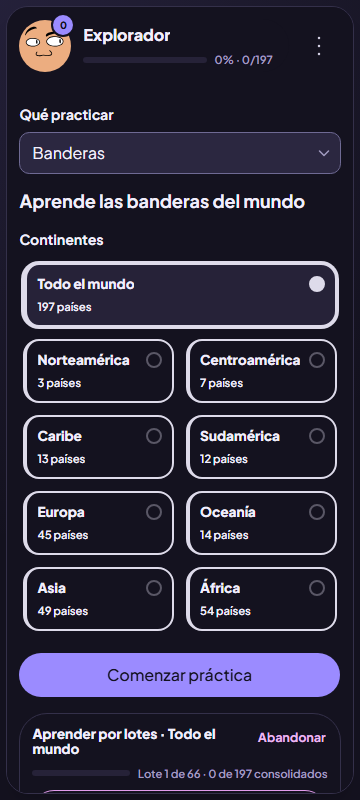 0
Explorador
0% · 0/197
Qué practicar
Banderas
Aprende las banderas del mundo
Continentes
Todo el mundo
197 países
Norteamérica
3 países
Centroamérica
7 países
Caribe
13 países
Sudamérica
12 países
Europa
45 países
Oceanía
14 países
Asia
49 países
África
54 países
Comenzar práctica
Aprender por lotes · Todo el
mundo
Abandonar
Lote 1 de 66 · 0 de 197 consolidados